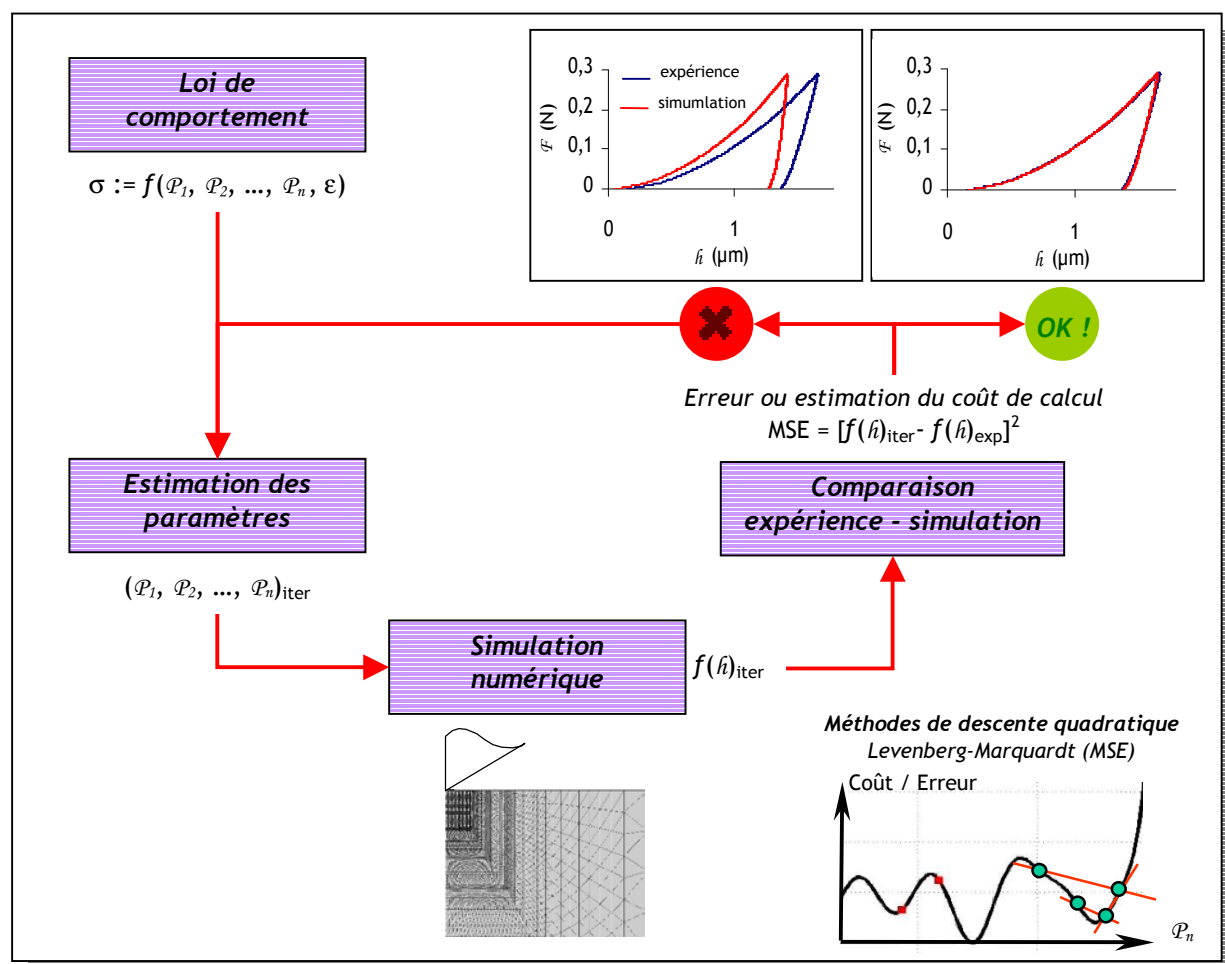 Loi de
comportement
σ := f(P1, P2, ..., Pn, ε)
0,3
0,2
0,1
0
F (N)
expérience
simumlation
0
1
h (µm)
0,3
0,2
0,1
0
F (N)
0
1
h (µm)
OK !
Erreur ou estimation du coût de calcul
MSE = [f(h)iter- f(h)exp]²
Estimation des
paramètres
Comparaison
expérience - simulation
(P1, P2, ..., Pn)iter
Simulation
numérique
f(h)iter
Méthodes de descente quadratique
Levenberg-Marquardt (MSE)
Coût / Erreur
Pn